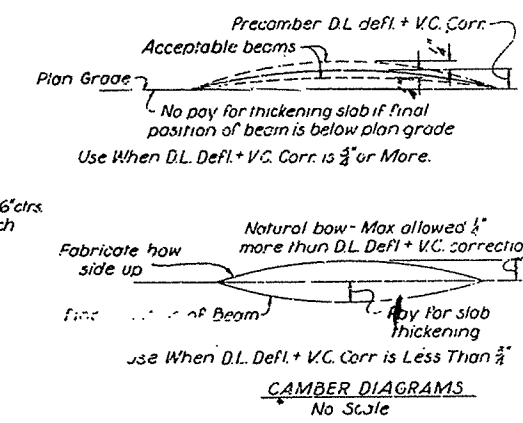 Precamber D.L. defl. + V.C. Corr.
Acceptable beams
1/4"
Plan Grade
No pay for thickening slab if final
position of beam is below plan grade
Use When D.L. Defl. + V.C. Corr. is 3/4" or More.
6" ctrs.
Natural bow - Max allowed 1/4"
more than D.L. Defl + V.C. correctio
Fabricate bow
side up
of Beam
Pay for slab
thickening
Use When D.L. Defl. + V.C. Corr is Less Than 3/4"
CAMBER DIAGRAMS
No Scale